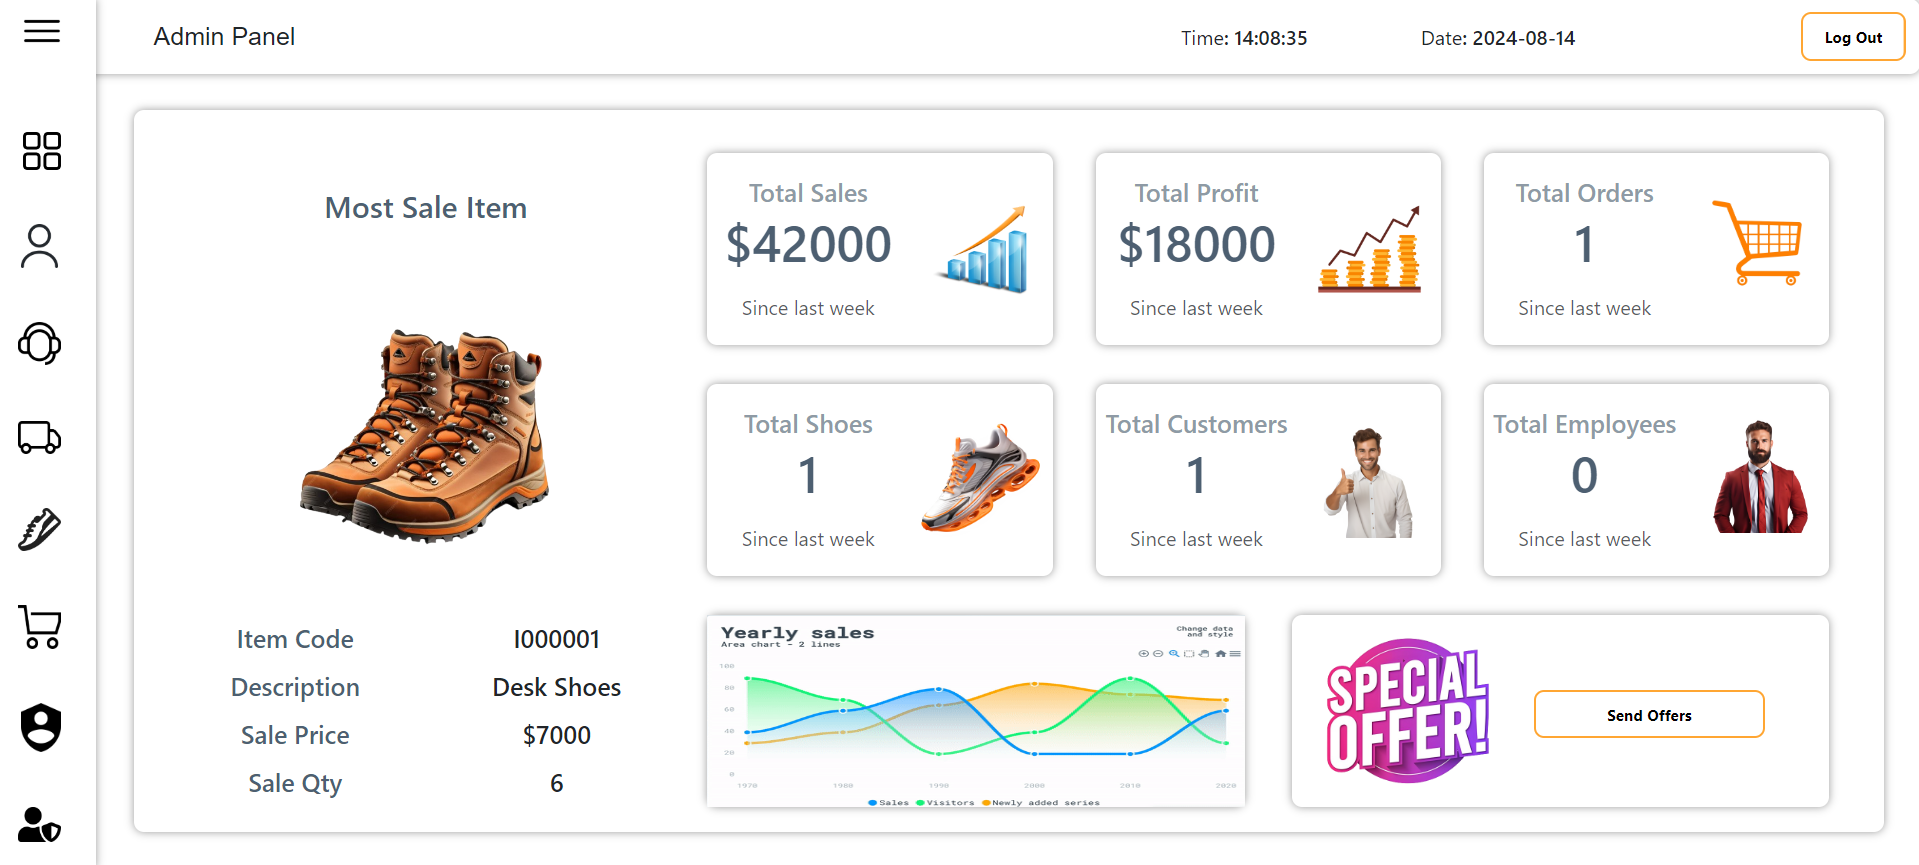 Admin Panel
Time: 14:08:35
Date: 2024-08-14
Log Out
Most Sale Item
Item Code I000001
Description Desk Shoes
Sale Price $7000
Sale Qty 6
Total Sales
$42000
Since last week
Total Profit
$18000
Since last week
Total Orders
1
Since last week
Total Shoes
1
Since last week
Total Customers
1
Since last week
Total Employees
0
Since last week
Yearly sales
Area chart - 2 lines
Change data
and style
100
80
60
40
20
0
1970 1980 1990 2000 2010 2020
Sales Visitors Newly added series
SPECIAL
OFFER!
Send Offers